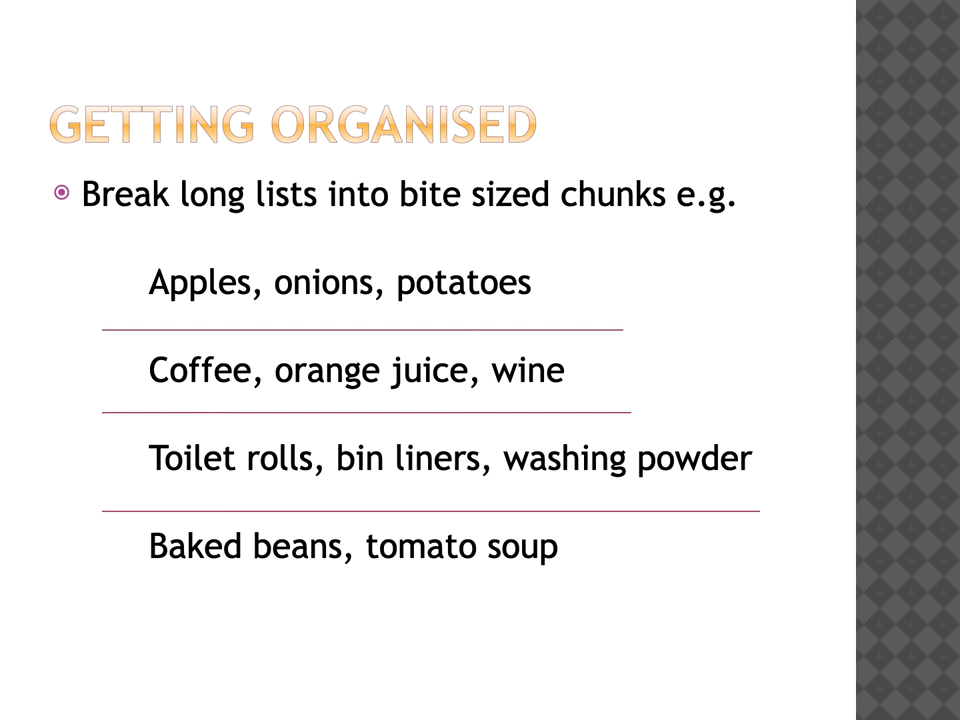 GETTING ORGANISED
Break long lists into bite sized chunks e.g.
Apples, onions, potatoes
Coffee, orange juice, wine
Toilet rolls, bin liners, washing powder
Baked beans, tomato soup